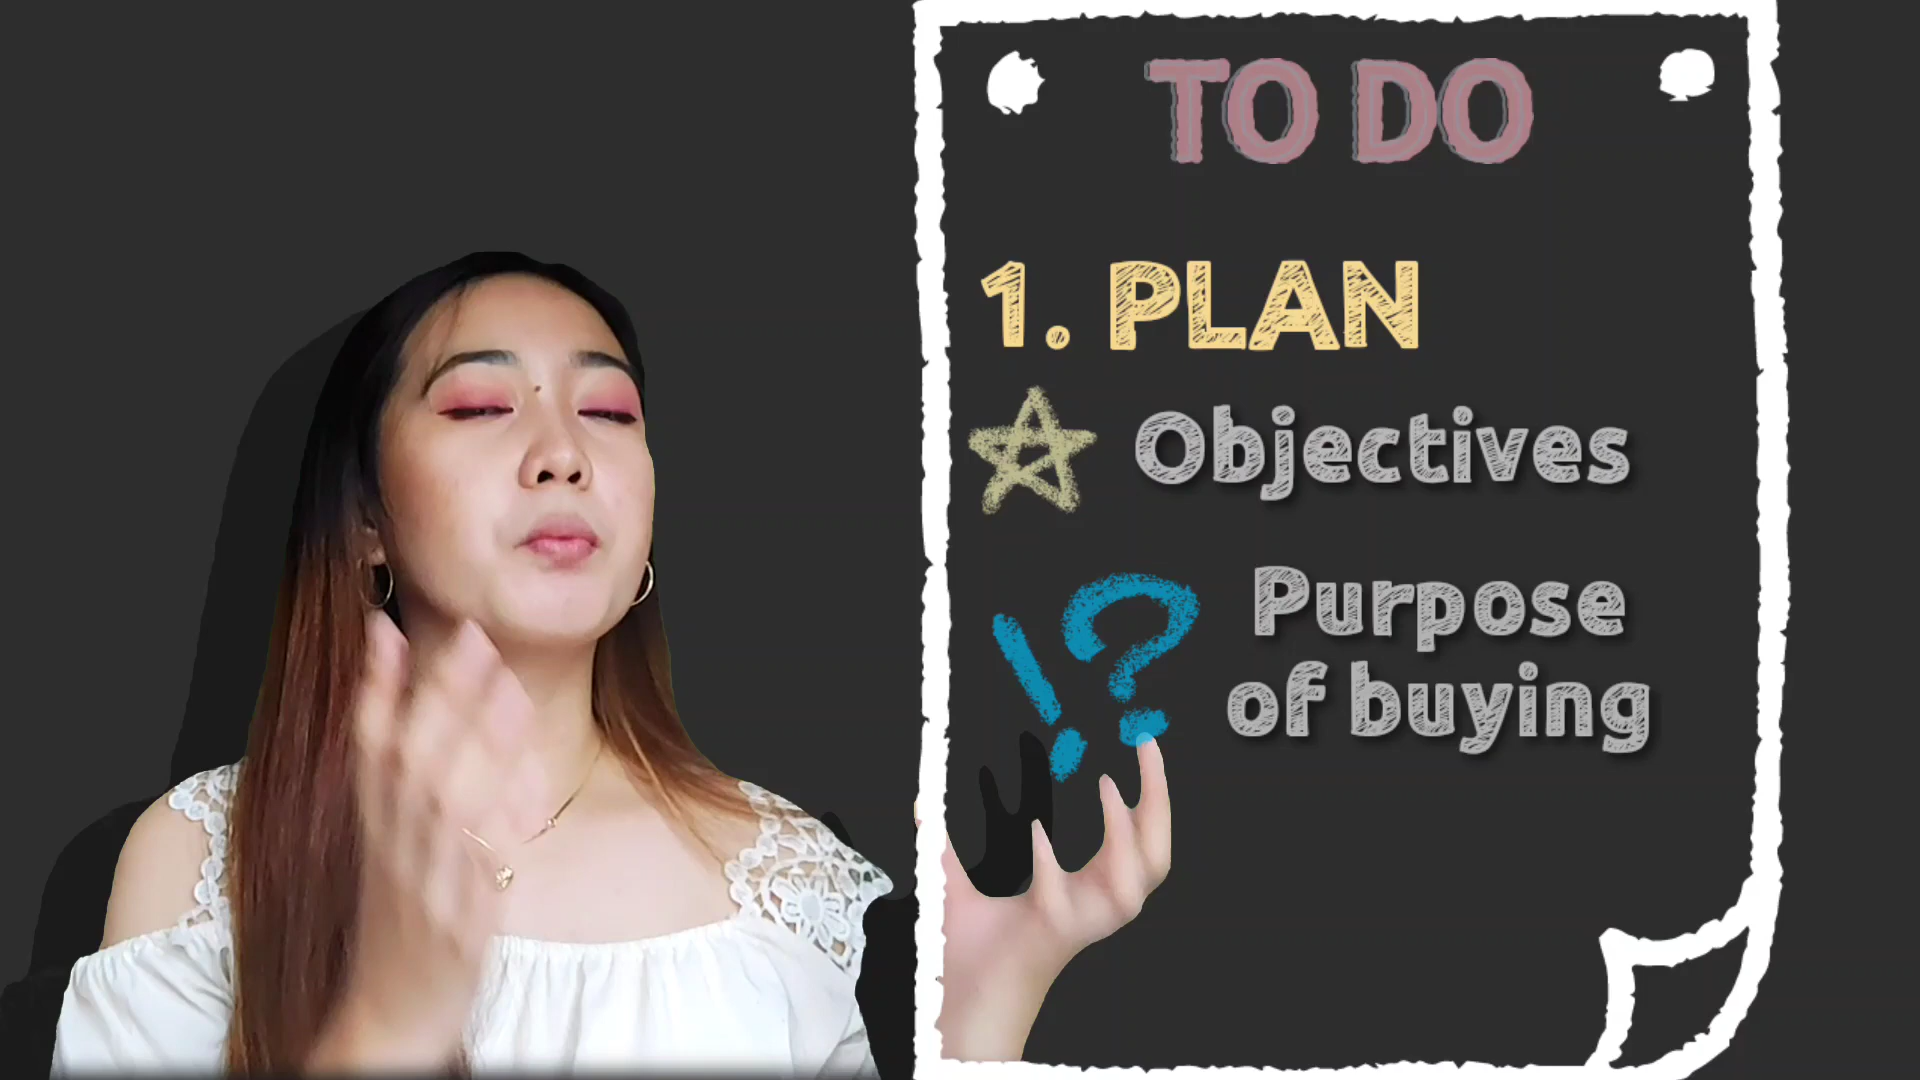 TO DO
1. PLAN
Objectives
!? Purpose
of buying